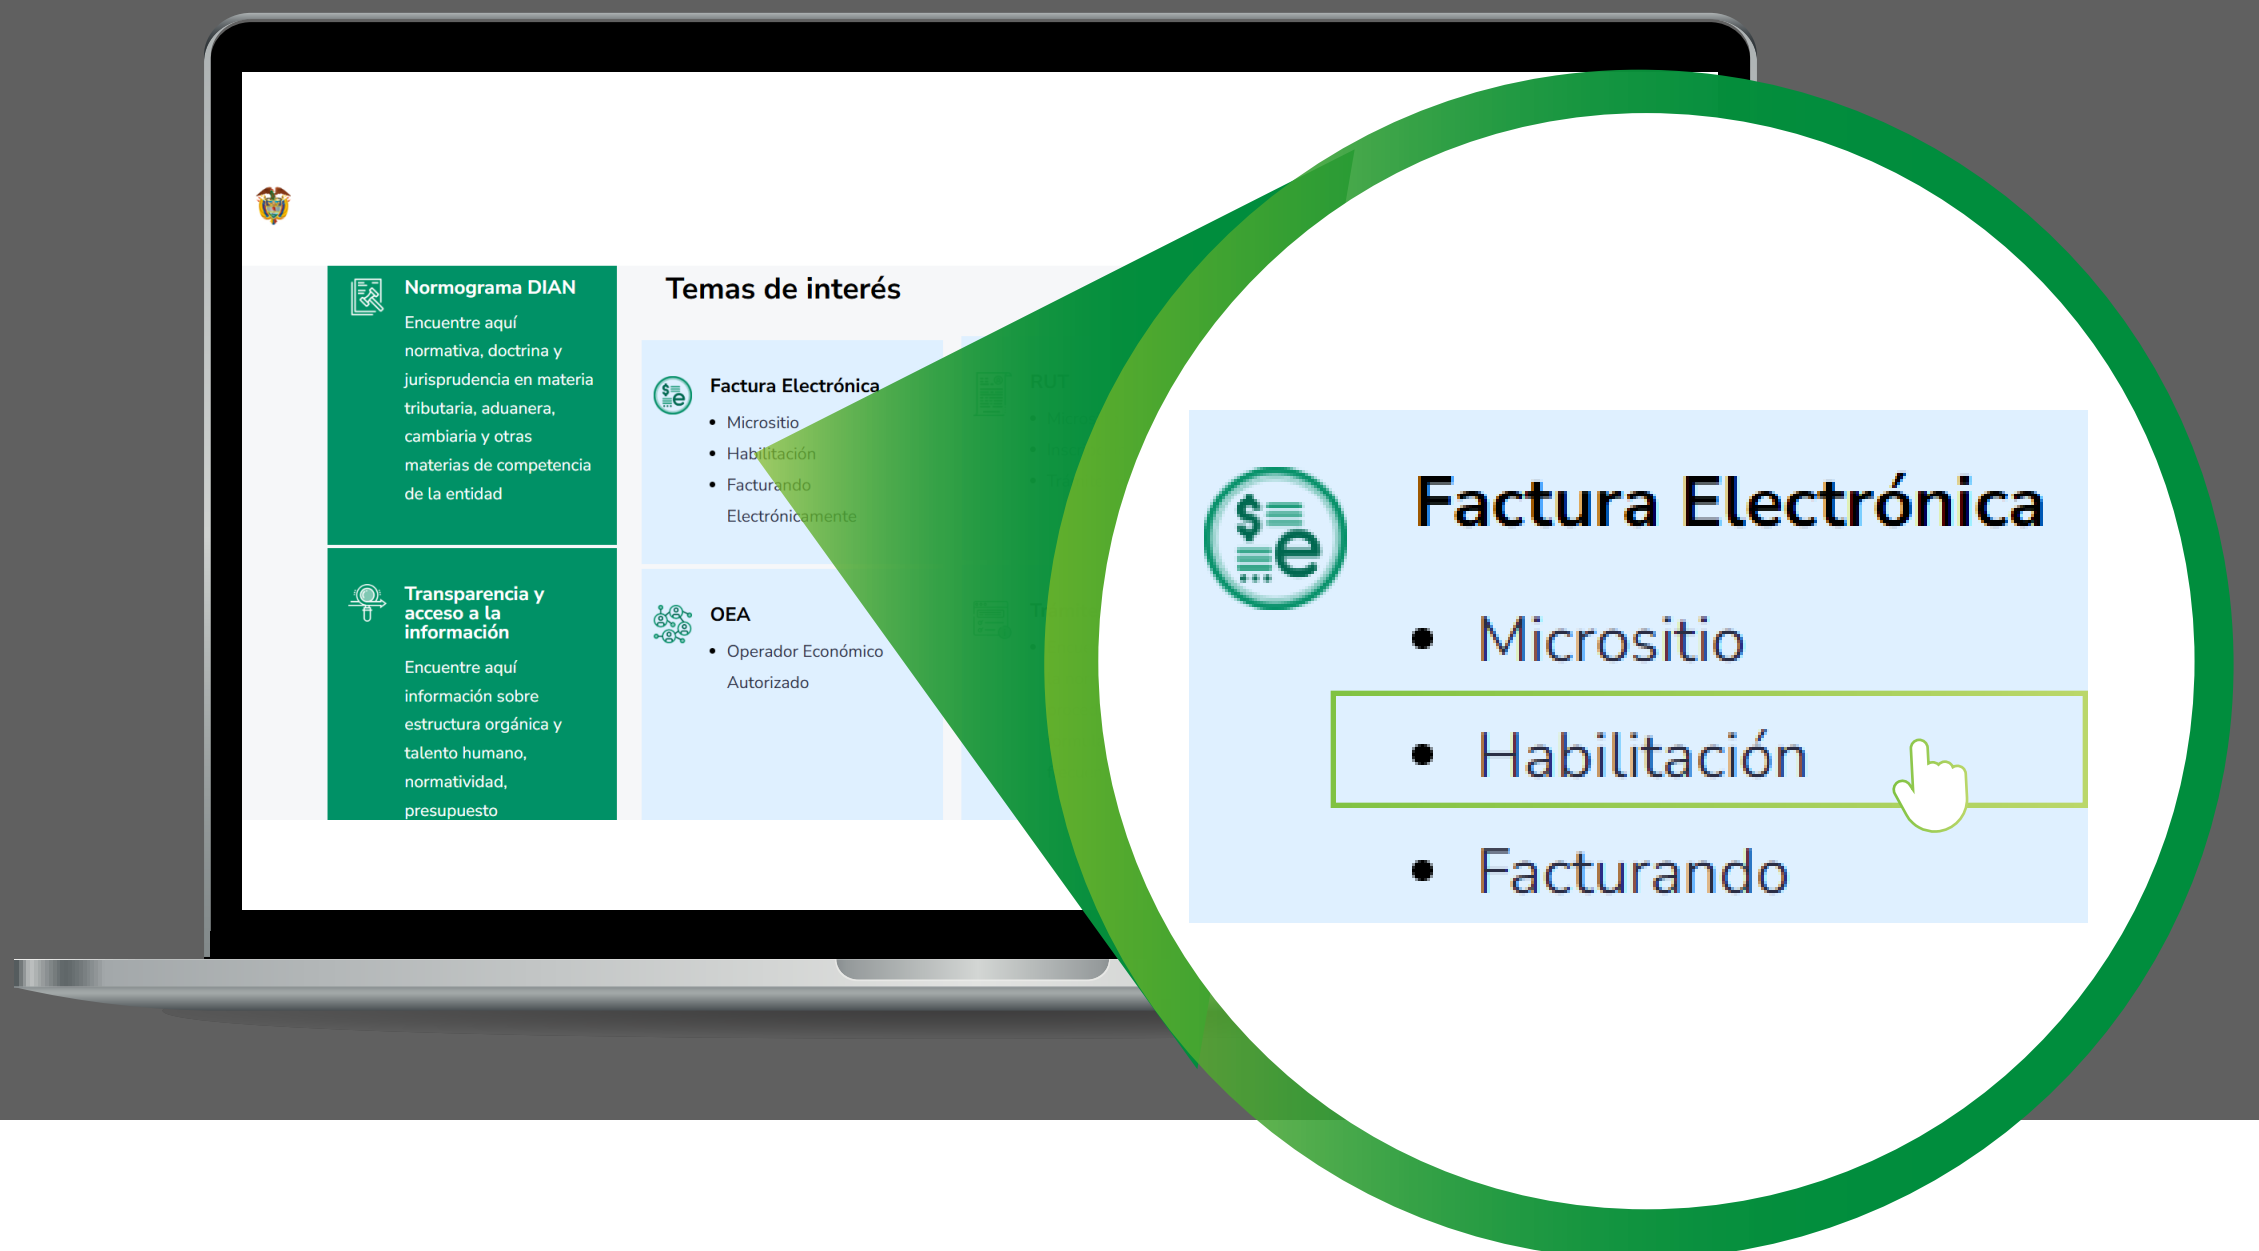 Normograma DIAN
Encuentre aquí
normativa, doctrina y
jurisprudencia en materia
tributaria, aduanera,
cambiaria y otras
materias de competencia
de la entidad
Transparencia y
acceso a la
información
Encuentre aquí
información sobre
estructura orgánica y
talento humano,
normatividad,
presupuesto
Temas de interés
Factura Electrónica
• Micrositio
• Habilitación
• Facturando
Electrónicamente
OEA
• Operador Económico
Autorizado
RUT
Factura Electrónica
• Micrositio
• Habilitación
• Facturando